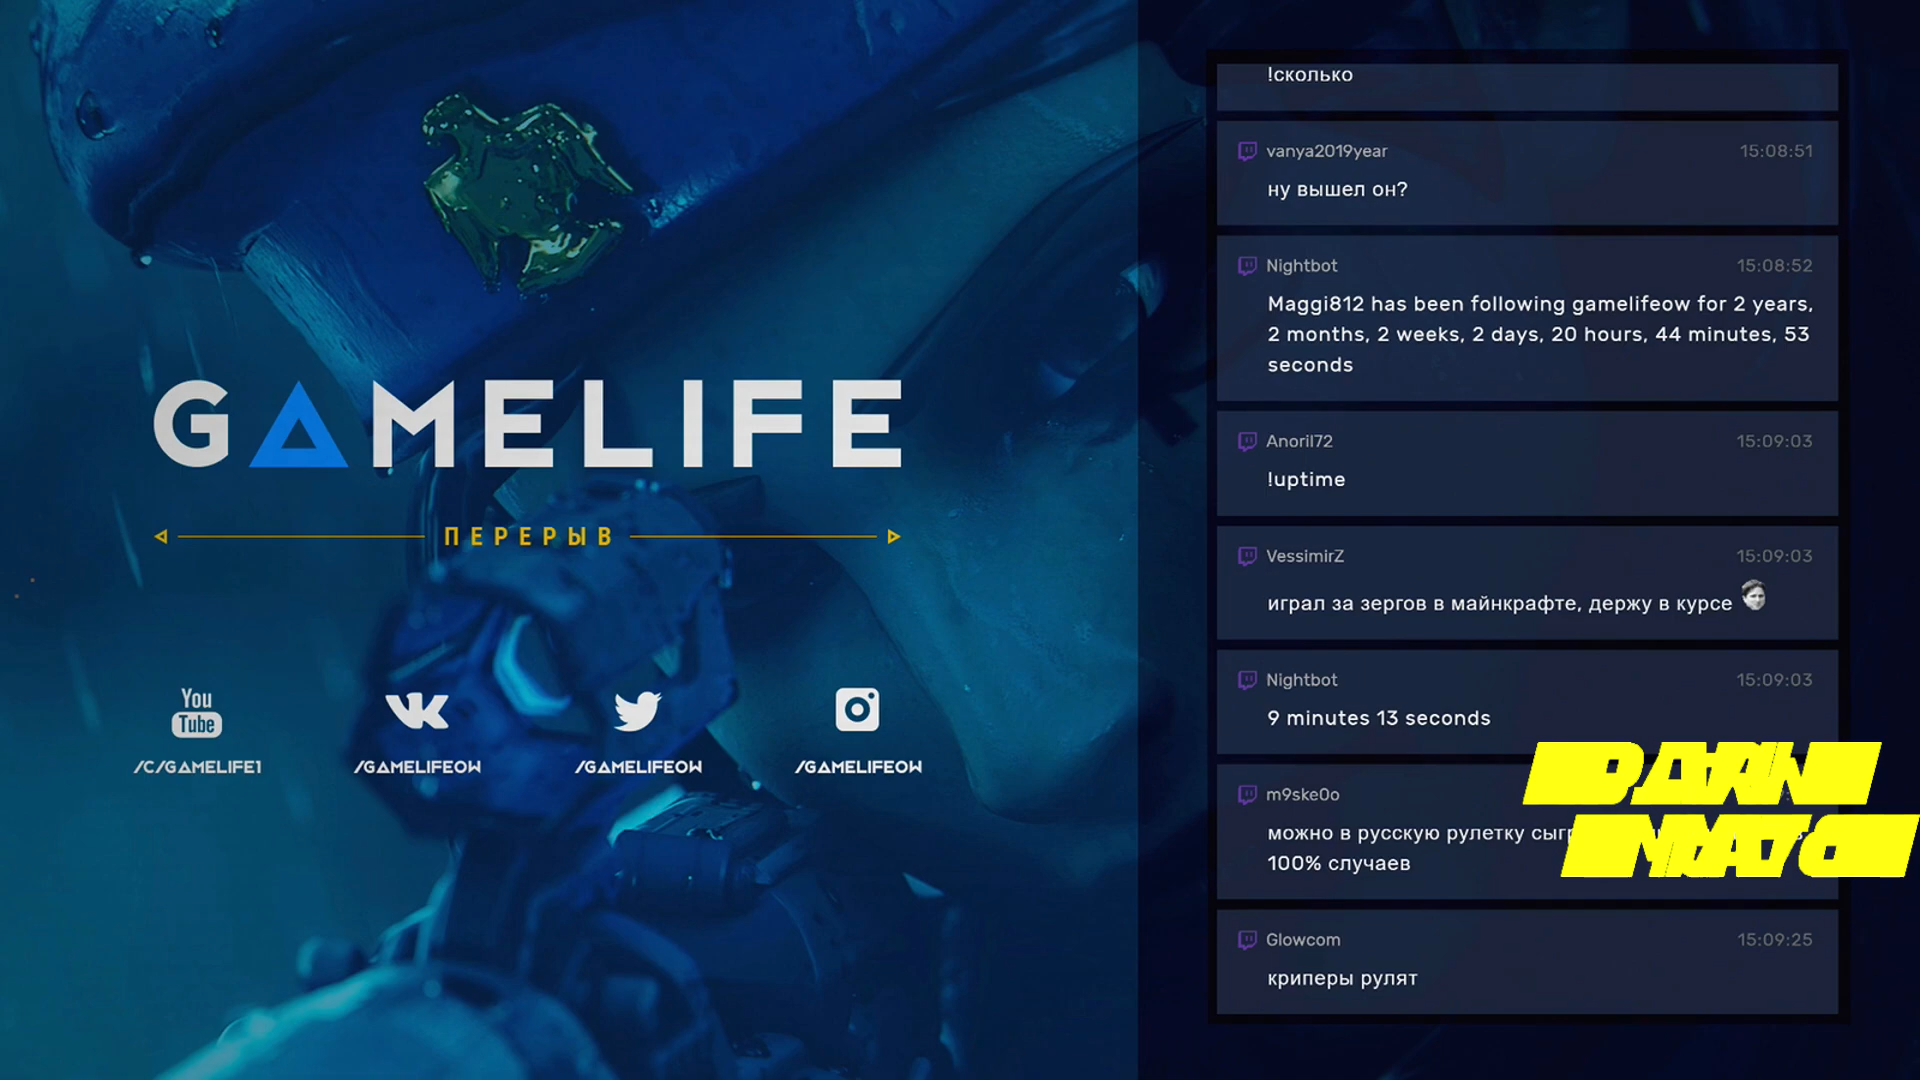 GAMELIFE
ПЕРЕРЫВ
You
Tube
/C/GAMELIFE1
/GAMELIFEOW
/GAMELIFEOW
/GAMELIFEOW
!сколько
vanya2019year 15:08:51
ну вышел он?
Nightbot 15:08:52
Maggi812 has been following gamelifeow for 2 years,
2 months, 2 weeks, 2 days, 20 hours, 44 minutes, 53
seconds
Anoril72 15:09:03
!uptime
VessimirZ 15:09:03
играл за зергов в майнкрафте, держу в курсе
Nightbot 15:09:03
9 minutes 13 seconds
m9ske0o
можно в русскую рулетку
100% случаев
Glowcom 15:09:25
криперы рулят